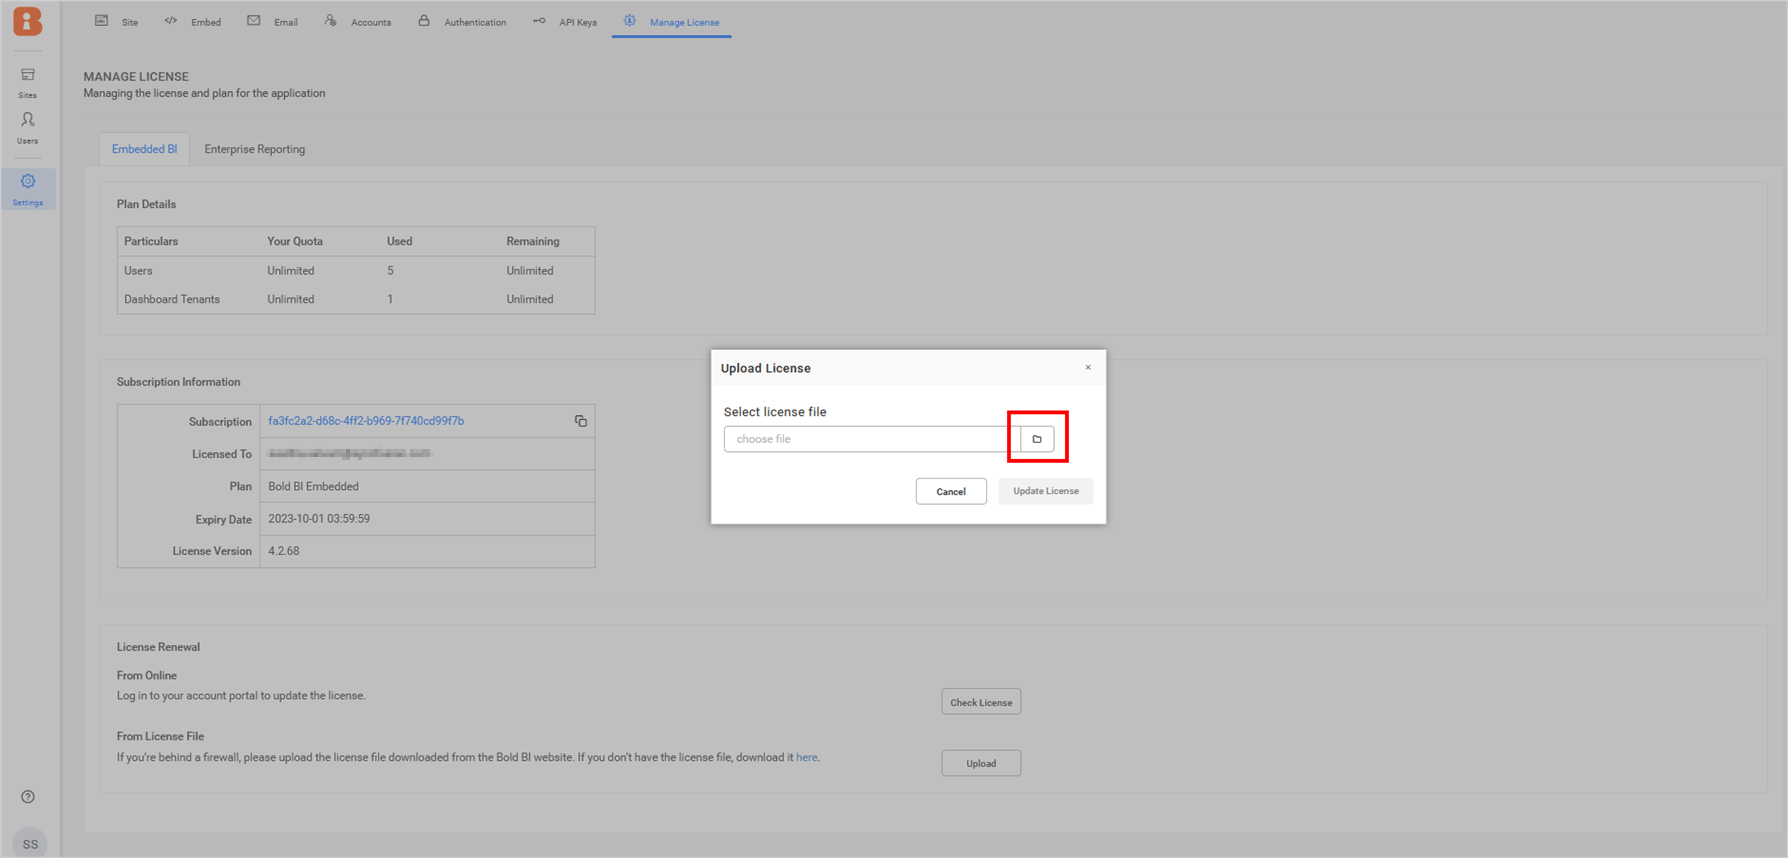 Site Embed Email Accounts Authentication API Keys Manage License
Sites
Users
Settings
MANAGE LICENSE
Managing the license and plan for the application
Embedded BI Enterprise Reporting
Plan Details
Particulars Your Quota Used Remaining
Users Unlimited 5 Unlimited
Dashboard Tenants Unlimited 1 Unlimited
Subscription Information
Subscription fa3fc2a2-d68c-4ff2-b969-7f740cd99f7b
Licensed To
Plan Bold BI Embedded
Expiry Date 2023-10-01 03:59:59
License Version 4.2.68
Upload License ×
Select license file
choose file
Cancel Update License
License Renewal
From Online
Log in to your account portal to update the license.
Check License
From License File
If you're behind a firewall, please upload the license file downloaded from the Bold BI website. If you don't have the license file, download it here.
Upload
SS